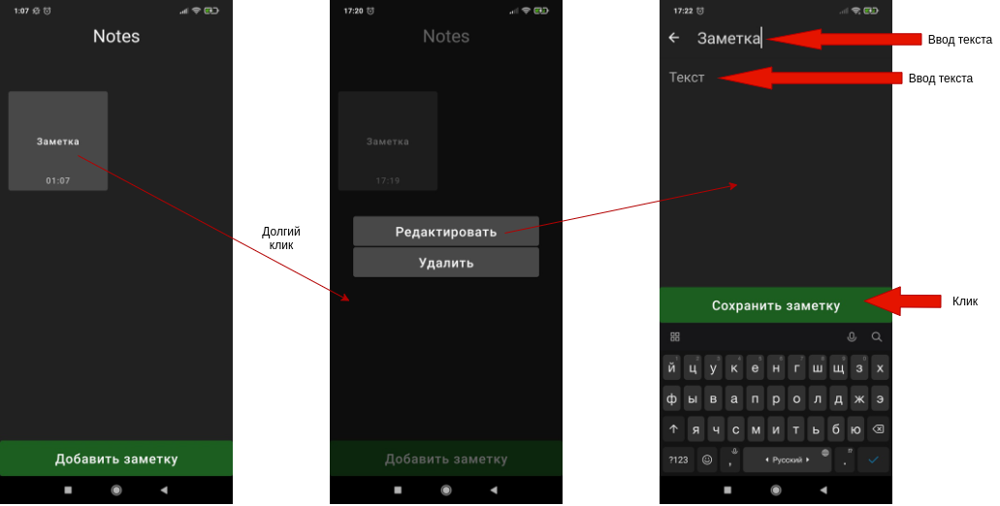 1:07
Notes
Заметка
01:07
Добавить заметку
Долгий
клик
17:20
Notes
Заметка
17:19
Редактировать
Удалить
Добавить заметку
17:22
Заметка
Ввод текста
Текст
Ввод текста
Сохранить заметку
Клик
й ц у к е н г ш щ з х
ф ы в а п р о л д ж э
я ч с м и т ь б ю
?123 , Русский .